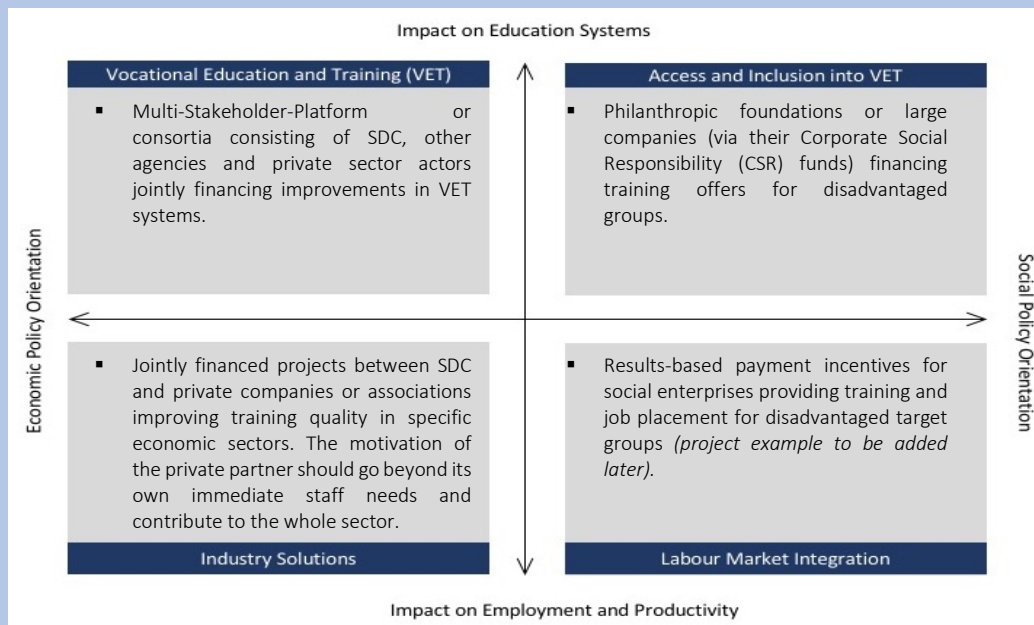 Impact on Education Systems
Vocational Education and Training (VET)
▪ Multi-Stakeholder-Platform or
consortia consisting of SDC, other
agencies and private sector actors
jointly financing improvements in VET
systems.
Access and Inclusion into VET
▪ Philanthropic foundations or large
companies (via their Corporate Social
Responsibility (CSR) funds) financing
training offers for disadvantaged
groups.
Economic Policy Orientation
Social Policy Orientation
▪ Jointly financed projects between SDC
and private companies or associations
improving training quality in specific
economic sectors. The motivation of
the private partner should go beyond its
own immediate staff needs and
contribute to the whole sector.
Industry Solutions
▪ Results-based payment incentives for
social enterprises providing training and
job placement for disadvantaged target
groups (project example to be added
later).
Labour Market Integration
Impact on Employment and Productivity